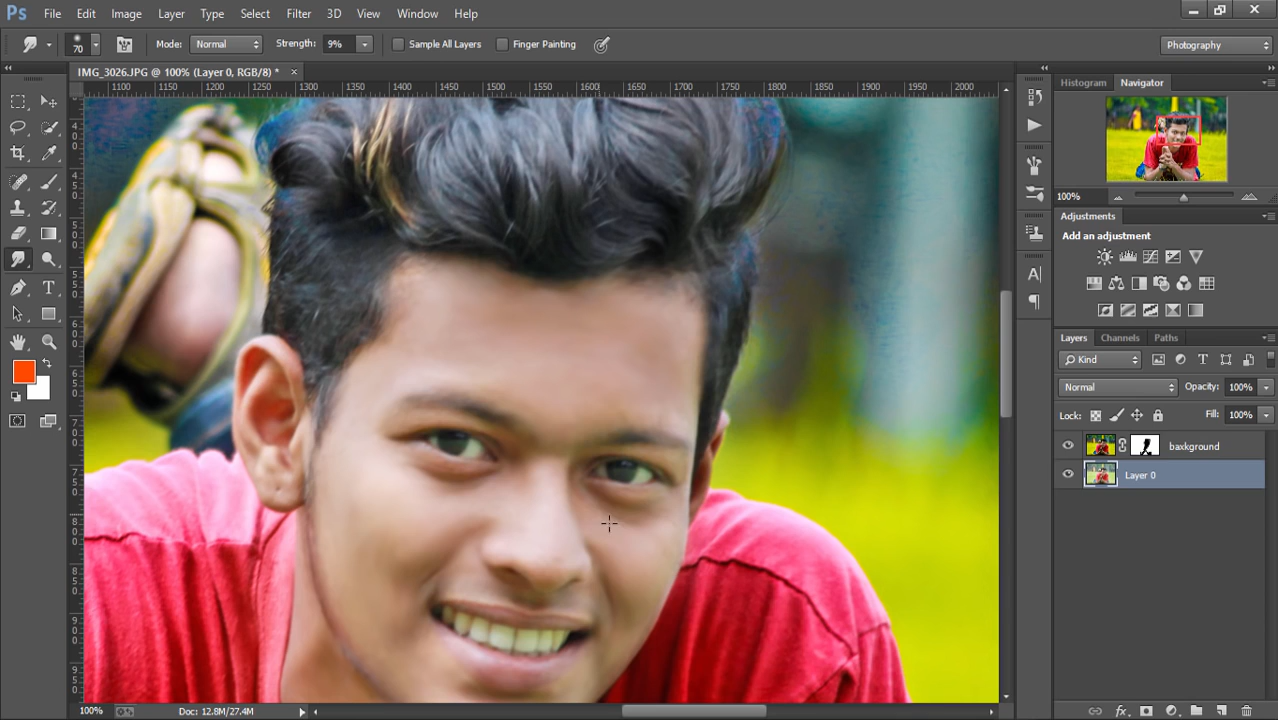 Ps File Edit Image Layer Type Select Filter 3D View Window Help
70 Mode: Normal Strength: 9% Sample All Layers Finger Painting Photography
IMG_3026.JPG @ 100% (Layer 0, RGB/8) * ×
1100 1150 1200 1250 1300 1350 1400 1450 1500 1550 1600 1650 1700 1750 1800 1850 1900 1950 2000
Histogram Navigator
100%
Adjustments
Add an adjustment
Layers Channels Paths
Kind
Normal Opacity: 100%
Lock: Fill: 100%
baxkground
Layer 0
100% Doc: 12.8M/27.4M